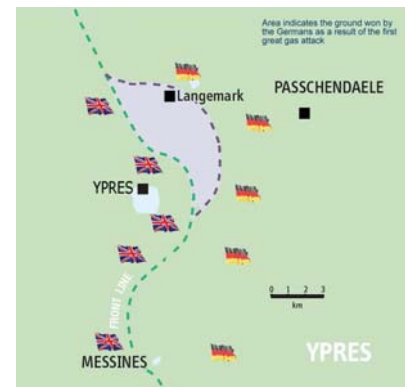 Area indicates the ground won by
the Germans as a result of the first
great gas attack
PASSCHENDAELE
Langemark
YPRES
FRONT LINE
0 1 2 3
km
MESSINES
YPRES